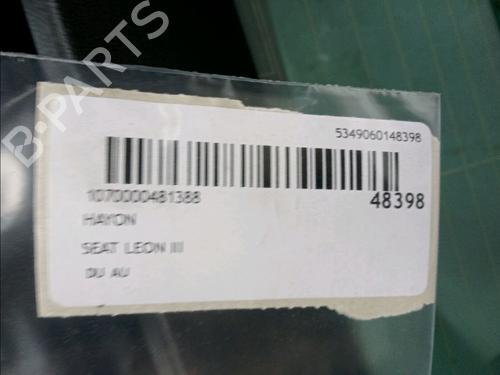 B-PARTS
5349060148398
1070000481388
48398
HAYON
SEAT LEON III
DU AU